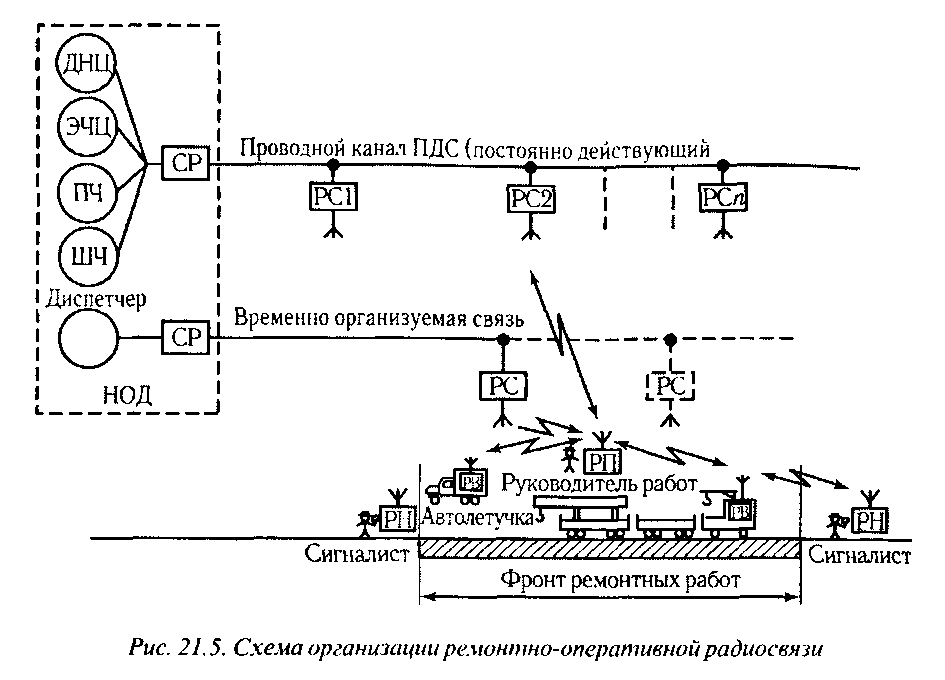 ДНЦ
ЭЧЦ
ПЧ
ШЧ
СР
Проводной канал ПДС (постоянно действующий
РС1
РС2
РСn
Диспетчер
СР
Временно организуемая связь
НОД
РС
РС
РП
РВ
Руководитель работ
РВ
РН
Автолетучка
РН
Сигналист
Сигналист
Фронт ремонтных работ
Рис. 21.5. Схема организации ремонтно-оперативной радиосвязи